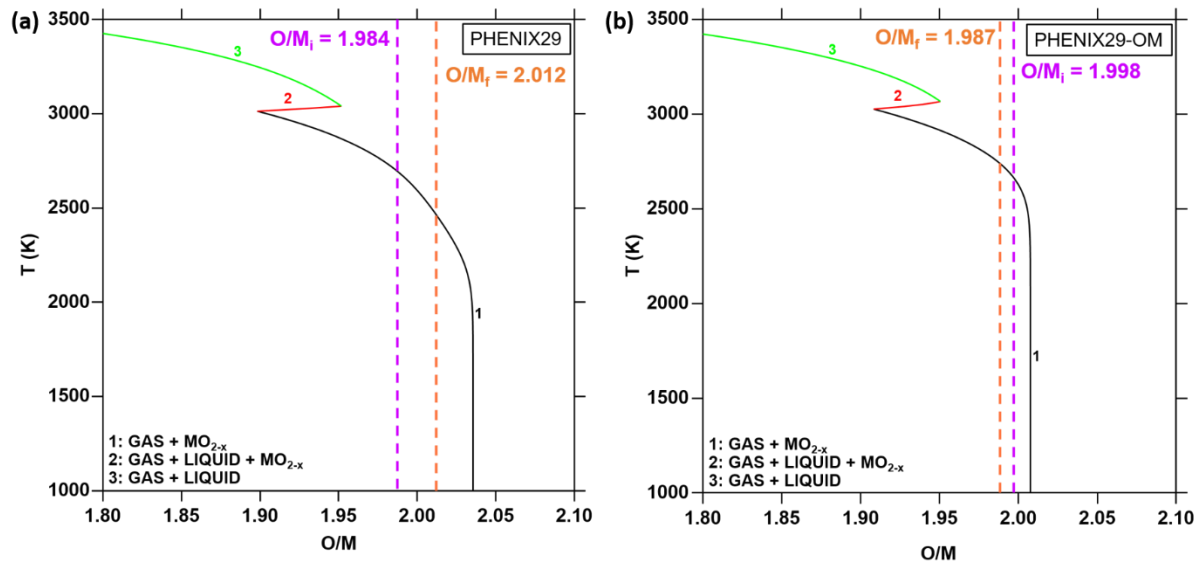 (a)
T (K)
3500
3000
2500
2000
1500
1000
1.80
1.85
1.90
1.95
2.00
2.05
2.10
O/M
O/Mi = 1.984
O/Mf = 2.012
PHENIX29
3
2
1
1: GAS + MO2-x
2: GAS + LIQUID + MO2-x
3: GAS + LIQUID
(b)
T (K)
3500
3000
2500
2000
1500
1000
1.80
1.85
1.90
1.95
2.00
2.05
2.10
O/M
O/Mf = 1.987
O/Mi = 1.998
PHENIX29-OM
3
2
1
1: GAS + MO2-x
2: GAS + LIQUID + MO2-x
3: GAS + LIQUID